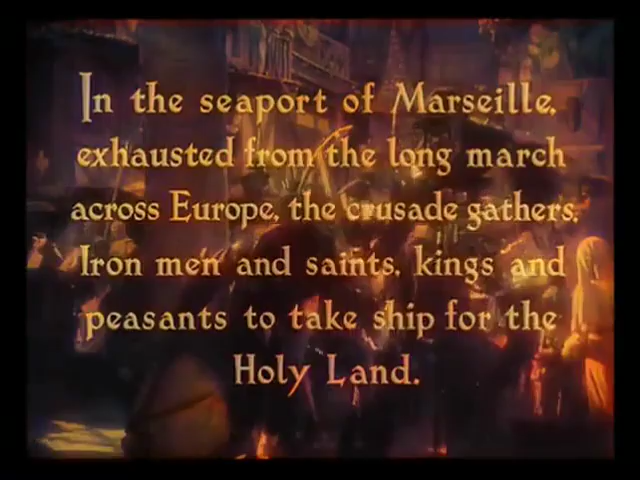 In the seaport of Marseille,
exhausted from the long march
across Europe, the crusade gathers.
Iron men and saints, kings and
peasants to take ship for the
Holy Land.